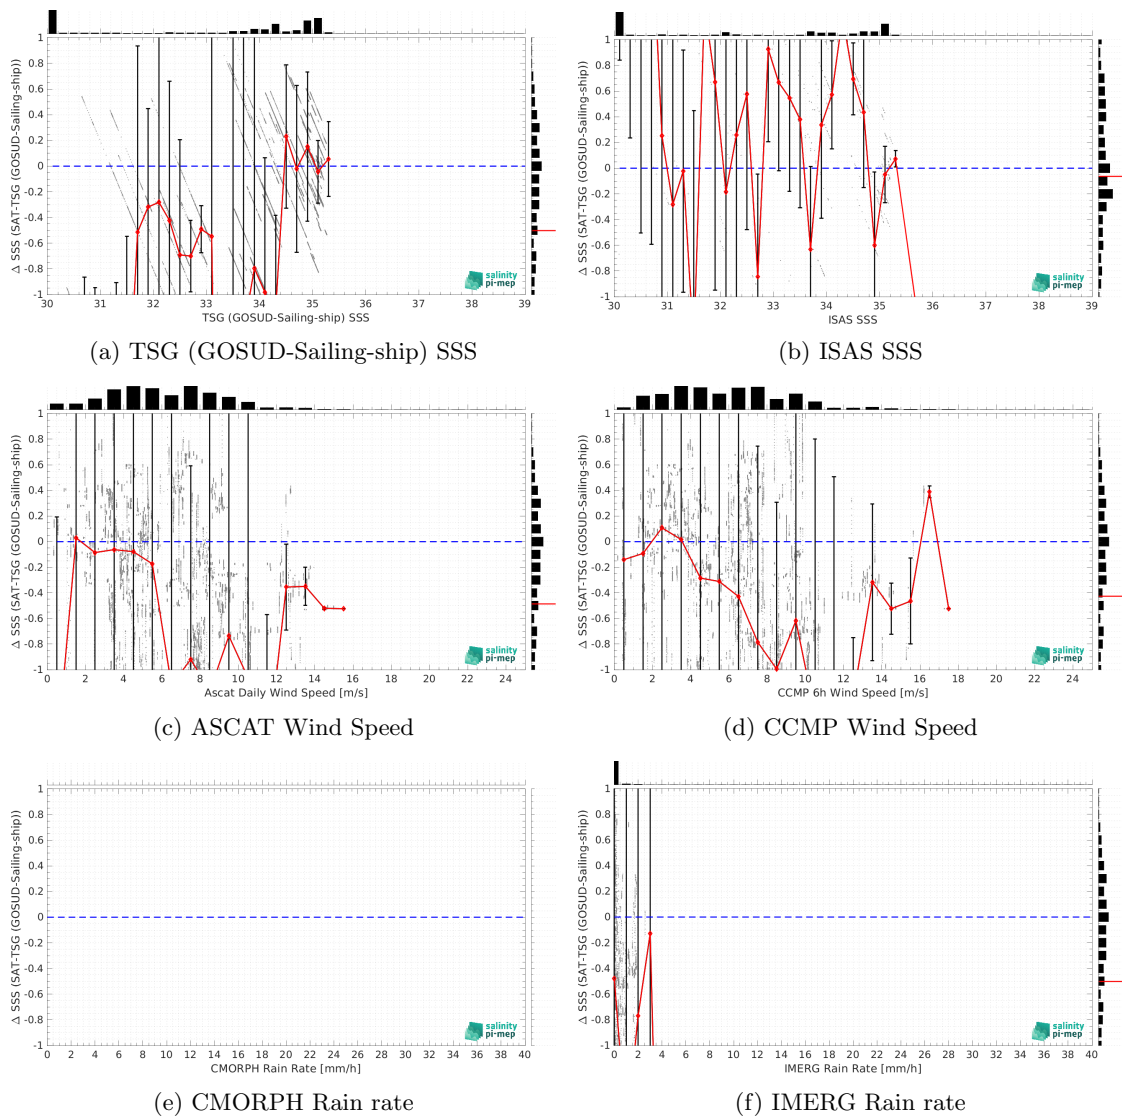 1
0.8
0.6
0.4
0.2
0
-0.2
-0.4
-0.6
-0.8
-1
Δ SSS (SAT-TSG (GOSUD-Sailing-ship))
30 31 32 33 34 35 36 37 38 39
TSG (GOSUD-Sailing-ship) SSS
salinity
pi-mep
(a) TSG (GOSUD-Sailing-ship) SSS
1
0.8
0.6
0.4
0.2
0
-0.2
-0.4
-0.6
-0.8
-1
Δ SSS (SAT-TSG (GOSUD-Sailing-ship))
30 31 32 33 34 35 36 37 38 39
ISAS SSS
salinity
pi-mep
(b) ISAS SSS
1
0.8
0.6
0.4
0.2
0
-0.2
-0.4
-0.6
-0.8
-1
Δ SSS (SAT-TSG (GOSUD-Sailing-ship))
0 2 4 6 8 10 12 14 16 18 20 22 24
Ascat Daily Wind Speed [m/s]
salinity
pi-mep
(c) ASCAT Wind Speed
1
0.8
0.6
0.4
0.2
0
-0.2
-0.4
-0.6
-0.8
-1
Δ SSS (SAT-TSG (GOSUD-Sailing-ship))
0 2 4 6 8 10 12 14 16 18 20 22 24
CCMP 6h Wind Speed [m/s]
salinity
pi-mep
(d) CCMP Wind Speed
1
0.8
0.6
0.4
0.2
0
-0.2
-0.4
-0.6
-0.8
-1
Δ SSS (SAT-TSG (GOSUD-Sailing-ship))
0 2 4 6 8 10 12 14 16 18 20 22 24 26 28 30 32 34 36 38 40
CMORPH Rain Rate [mm/h]
salinity
pi-mep
(e) CMORPH Rain rate
1
0.8
0.6
0.4
0.2
0
-0.2
-0.4
-0.6
-0.8
-1
Δ SSS (SAT-TSG (GOSUD-Sailing-ship))
0 2 4 6 8 10 12 14 16 18 20 22 24 26 28 30 32 34 36 38 40
IMERG Rain Rate [mm/h]
salinity
pi-mep
(f) IMERG Rain rate